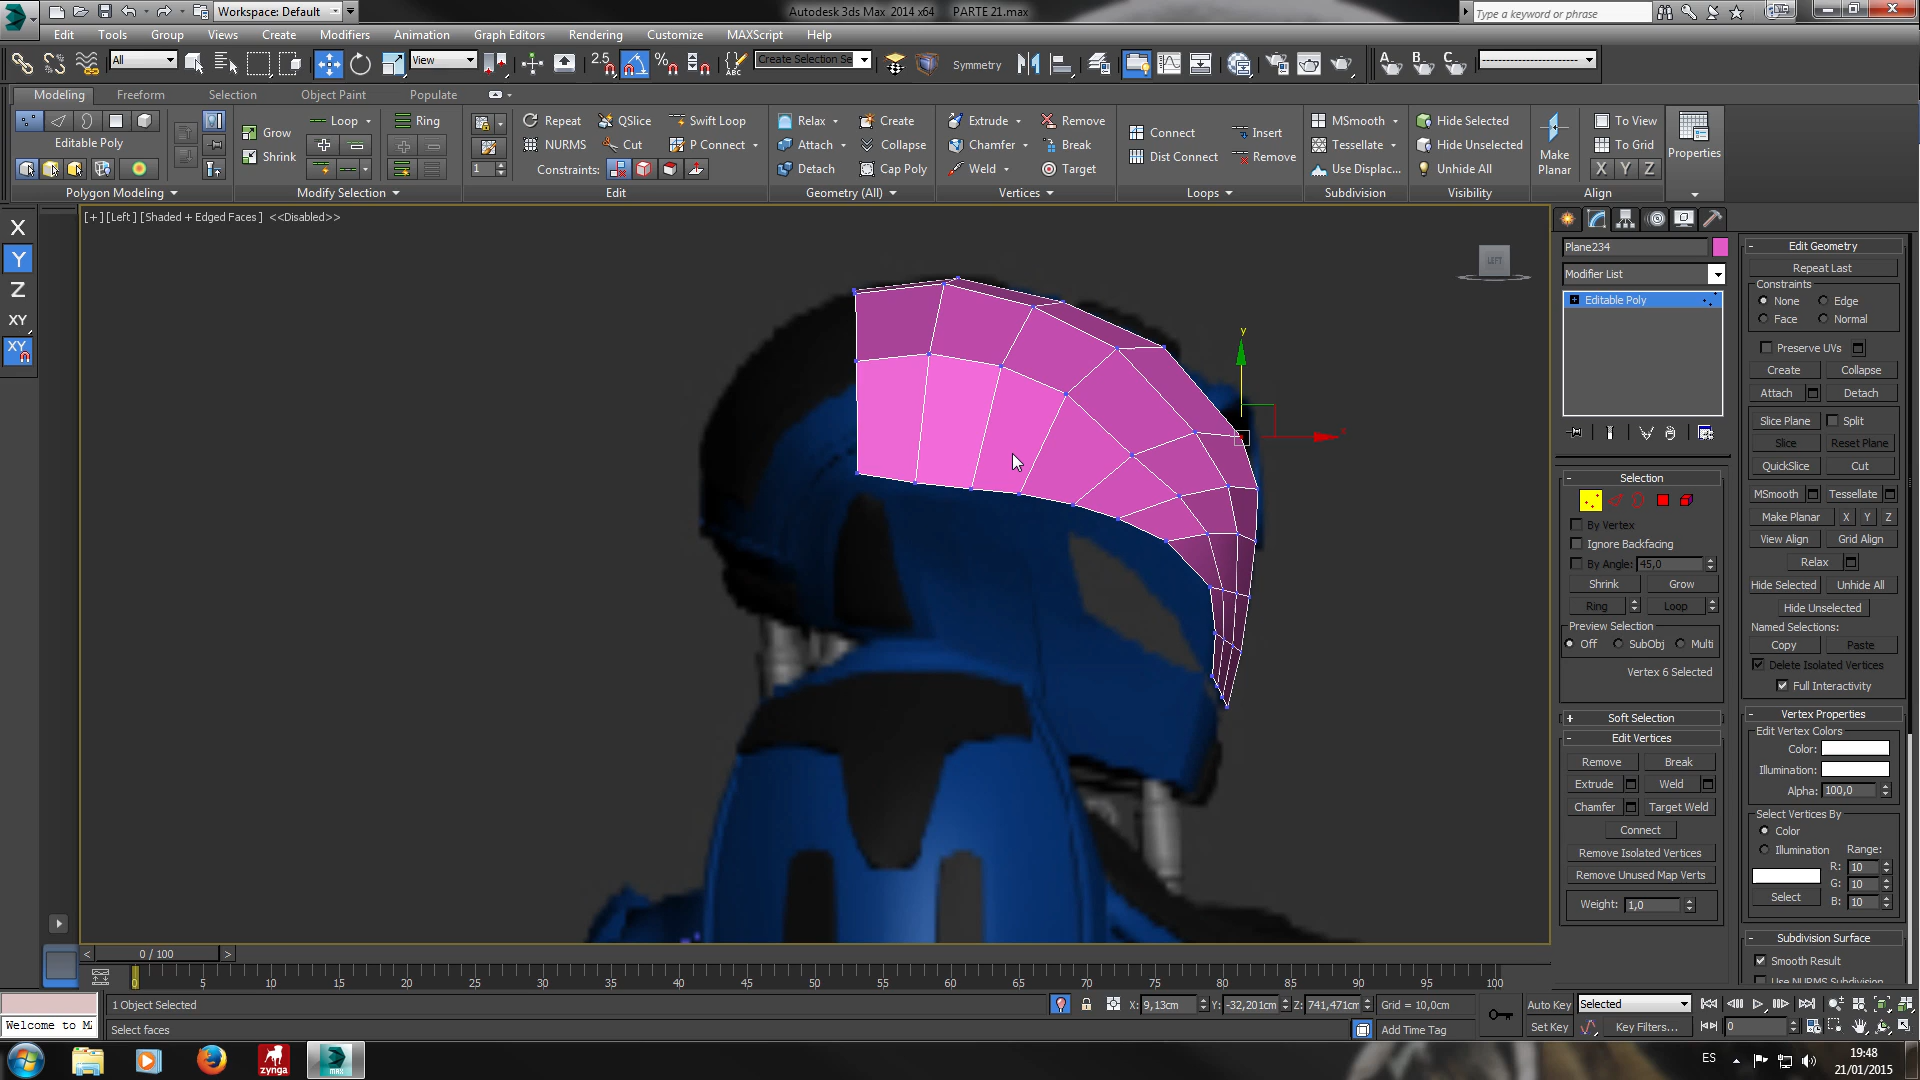 Workspace: Default
Autodesk 3ds Max 2014 x64 PARTE 21.max
Type a keyword or phrase
Edit Tools Group Views Create Modifiers Animation Graph Editors Rendering Customize MAXScript Help
All View 2.5 Create Selection Se Symmetry
Modeling Freeform Selection Object Paint Populate
Loop Ring Repeat QSlice Swift Loop Relax Create Extrude Remove MSmooth Hide Selected To View
Editable Poly Grow NURMS Cut P Connect Attach Collapse Chamfer Break Connect Insert Tessellate Hide Unselected To Grid Make Planar Properties
Shrink 1 Constraints: Detach Cap Poly Weld Target Dist Connect Remove Use Displac... Unhide All X Y Z
Polygon Modeling Modify Selection Edit Geometry (All) Vertices Loops Subdivision Visibility Align
[+][Left][Shaded + Edged Faces] <<Disabled>>
X
Y
Z
XY
XY
LEFT
y
x
Plane234
Modifier List
Editable Poly
Selection
By Vertex
Ignore Backfacing
By Angle: 45,0
Shrink Grow
Ring Loop
Preview Selection
Off SubObj Multi
Vertex 6 Selected
Soft Selection
Edit Vertices
Remove Break
Extrude Weld
Chamfer Target Weld
Connect
Remove Isolated Vertices
Remove Unused Map Verts
Weight: 1,0
Edit Geometry
Repeat Last
Constraints
None Edge
Face Normal
Preserve UVs
Create Collapse
Attach Detach
Slice Plane Split
Slice Reset Plane
QuickSlice Cut
MSmooth Tessellate
Make Planar X Y Z
View Align Grid Align
Relax
Hide Selected Unhide All
Hide Unselected
Named Selections:
Copy Paste
Delete Isolated Vertices
Full Interactivity
Vertex Properties
Edit Vertex Colors
Color:
Illumination:
Alpha: 100,0
Select Vertices By
Color
Illumination Range:
R: 10
G: 10
Select B: 10
Subdivision Surface
Smooth Result
Use NURMS Subdivision
< 0 / 100 >
0 5 10 15 20 25 30 35 40 45 50 55 60 65 70 75 80 85 90 95 100
1 Object Selected X: 9,13cm Y: -32,201cm Z: 741,471cm Grid = 10,0cm Auto Key Selected
Welcome to Select faces Add Time Tag Set Key Key Filters... 0
zynga MAX ES 19:48
21/01/2015